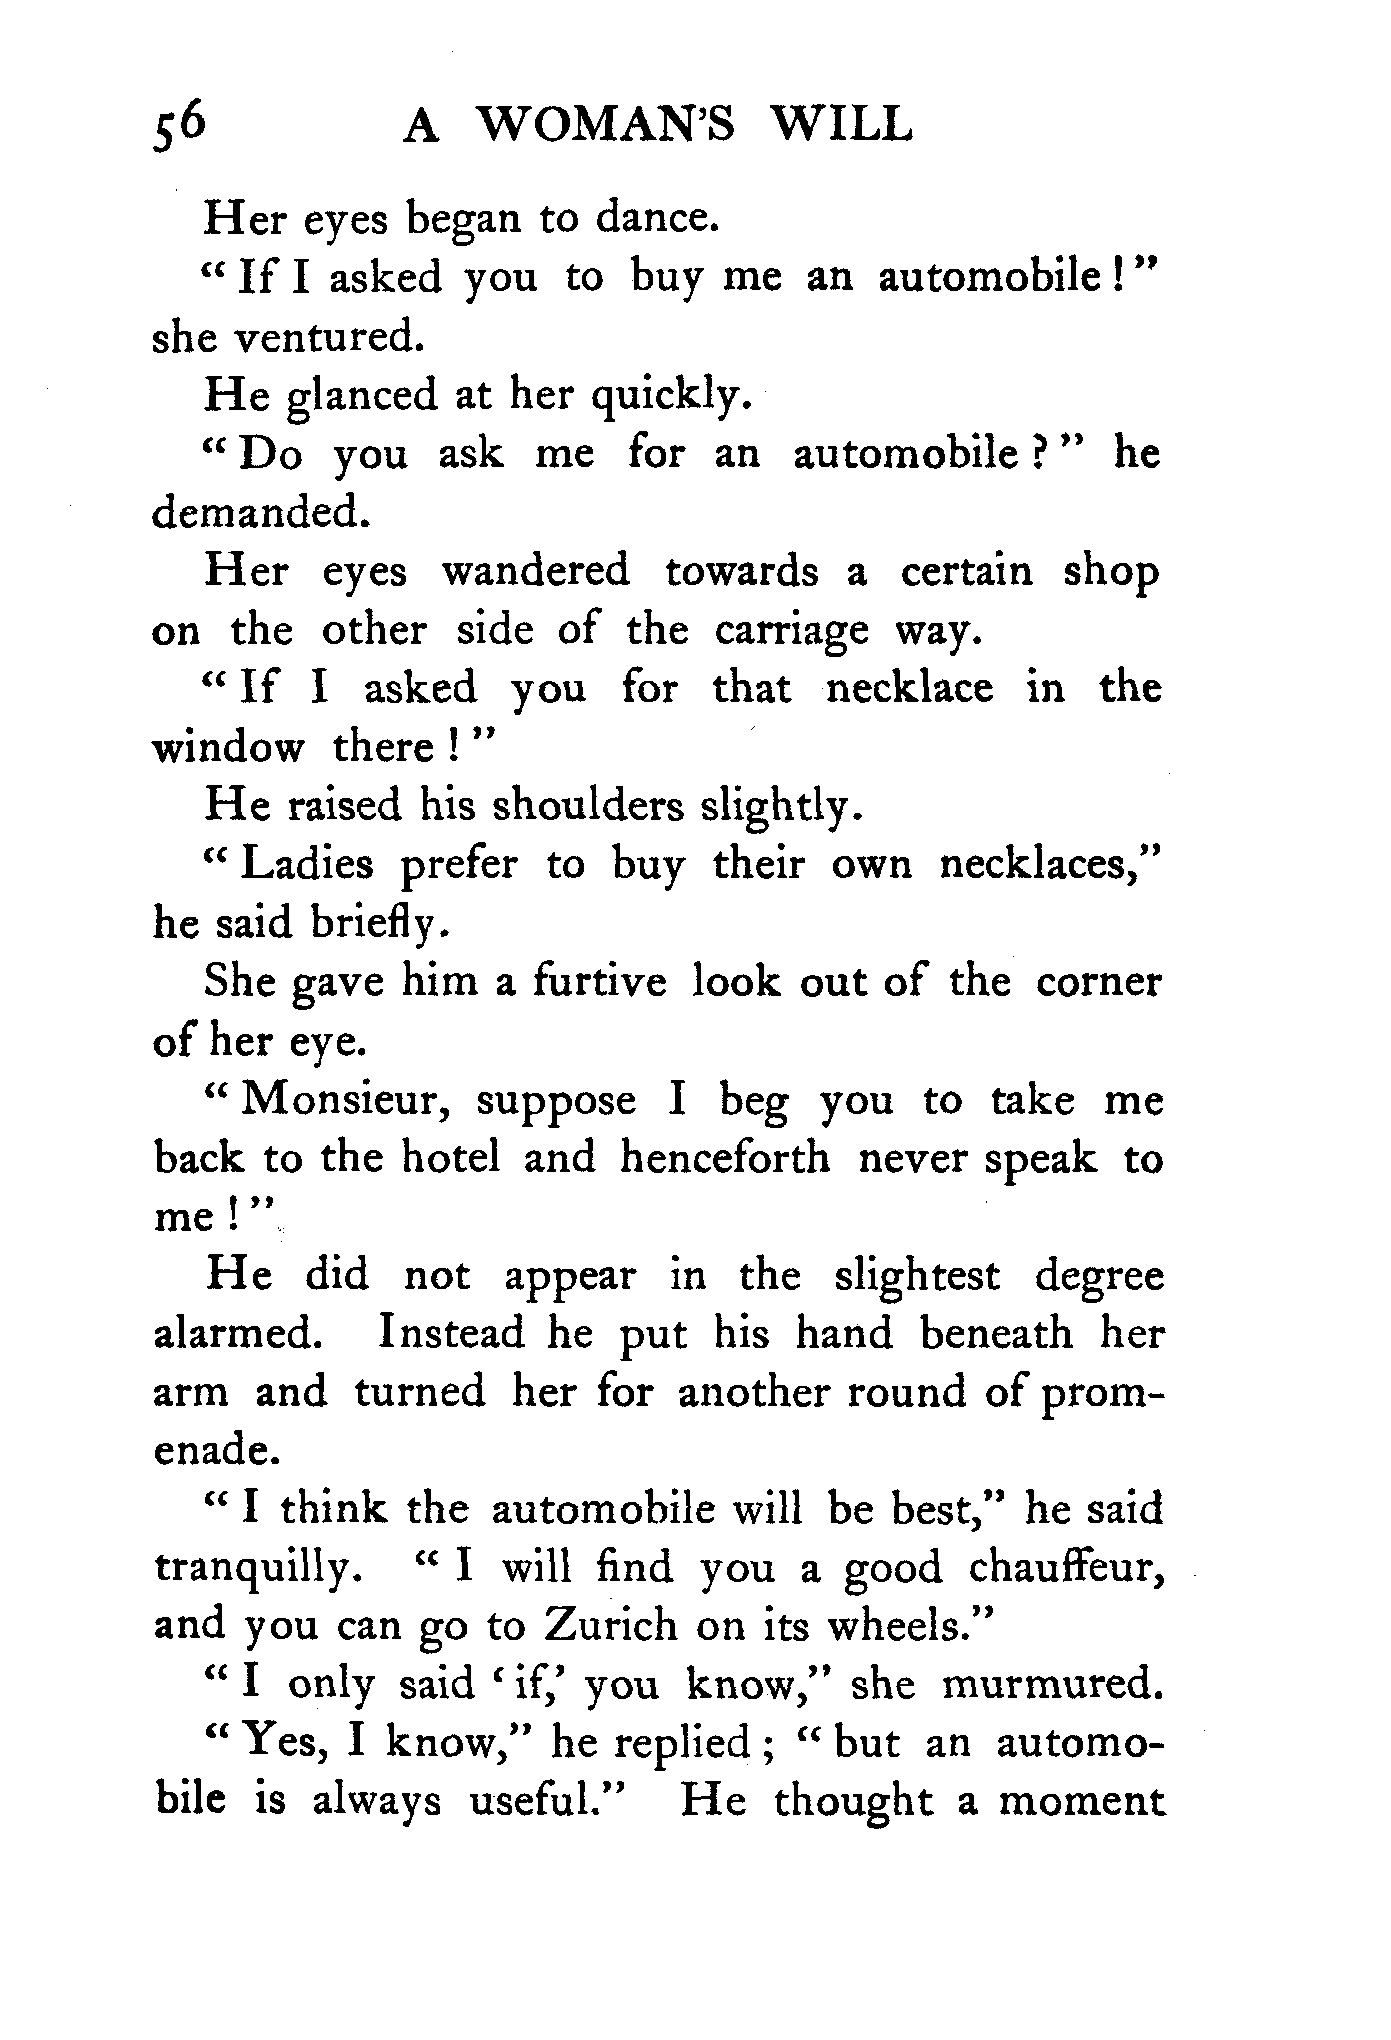 56 A WOMAN'S WILL
Her eyes began to dance.
“ If I asked you to buy me an automobile ! ”
she ventured.
He glanced at her quickly.
“ Do you ask me for an automobile ? ” he
demanded.
Her eyes wandered towards a certain shop
on the other side of the carriage way.
“ If I asked you for that necklace in the
window there ! ”
He raised his shoulders slightly.
“ Ladies prefer to buy their own necklaces,”
he said briefly.
She gave him a furtive look out of the corner
of her eye.
“ Monsieur, suppose I beg you to take me
back to the hotel and henceforth never speak to
me ! ”
He did not appear in the slightest degree
alarmed. Instead he put his hand beneath her
arm and turned her for another round of prom-
enade.
“ I think the automobile will be best,” he said
tranquilly. “ I will find you a good chauffeur,
and you can go to Zurich on its wheels.”
“ I only said ‘ if,’ you know,” she murmured.
“ Yes, I know,” he replied ; “ but an automo-
bile is always useful.” He thought a moment